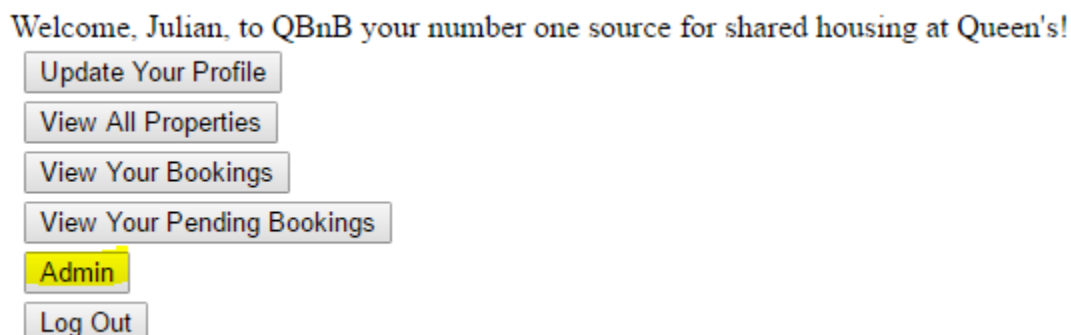 Welcome, Julian, to QBnB your number one source for shared housing at Queen's!
Update Your Profile
View All Properties
View Your Bookings
View Your Pending Bookings
Admin
Log Out